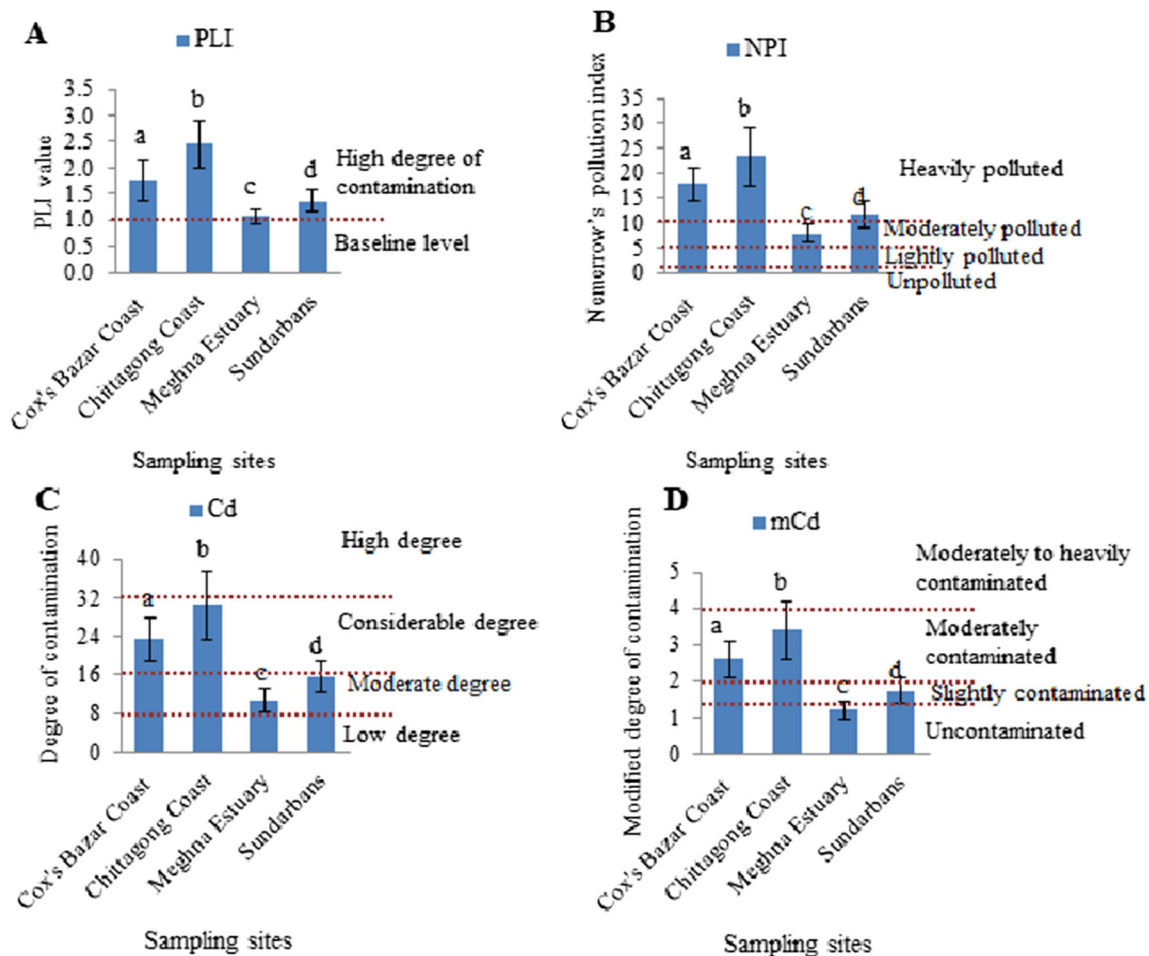 A
PLI
PLI value
3.5
3.0
2.5
2.0
1.5
1.0
0.5
0.0
a
b
c
d
High degree of
contamination
Baseline level
Cox's Bazar Coast
Chittagong Coast
Meghna Estuary
Sundarbans
Sampling sites
B
NPI
Nemerrow's pollution index
35
30
25
20
15
10
5
0
a
b
c
d
Heavily polluted
Moderately polluted
Lightly polluted
Unpolluted
Cox's Bazar Coast
Chittagong Coast
Meghna Estuary
Sundarbans
Sampling sites
C
Cd
Degree of contamination
40
32
24
16
8
0
a
b
c
d
High degree
Considerable degree
Moderate degree
Low degree
Cox's Bazar Coast
Chittagong Coast
Meghna Estuary
Sundarbans
Sampling sites
D
mCd
Modified degree of contamination
5
4
3
2
1
0
a
b
c
d
Moderately to heavily
contaminated
Moderately
contaminated
Slightly contaminated
Uncontaminated
Cox's Bazar Coast
Chittagong Coast
Meghna Estuary
Sundarbans
Sampling sites